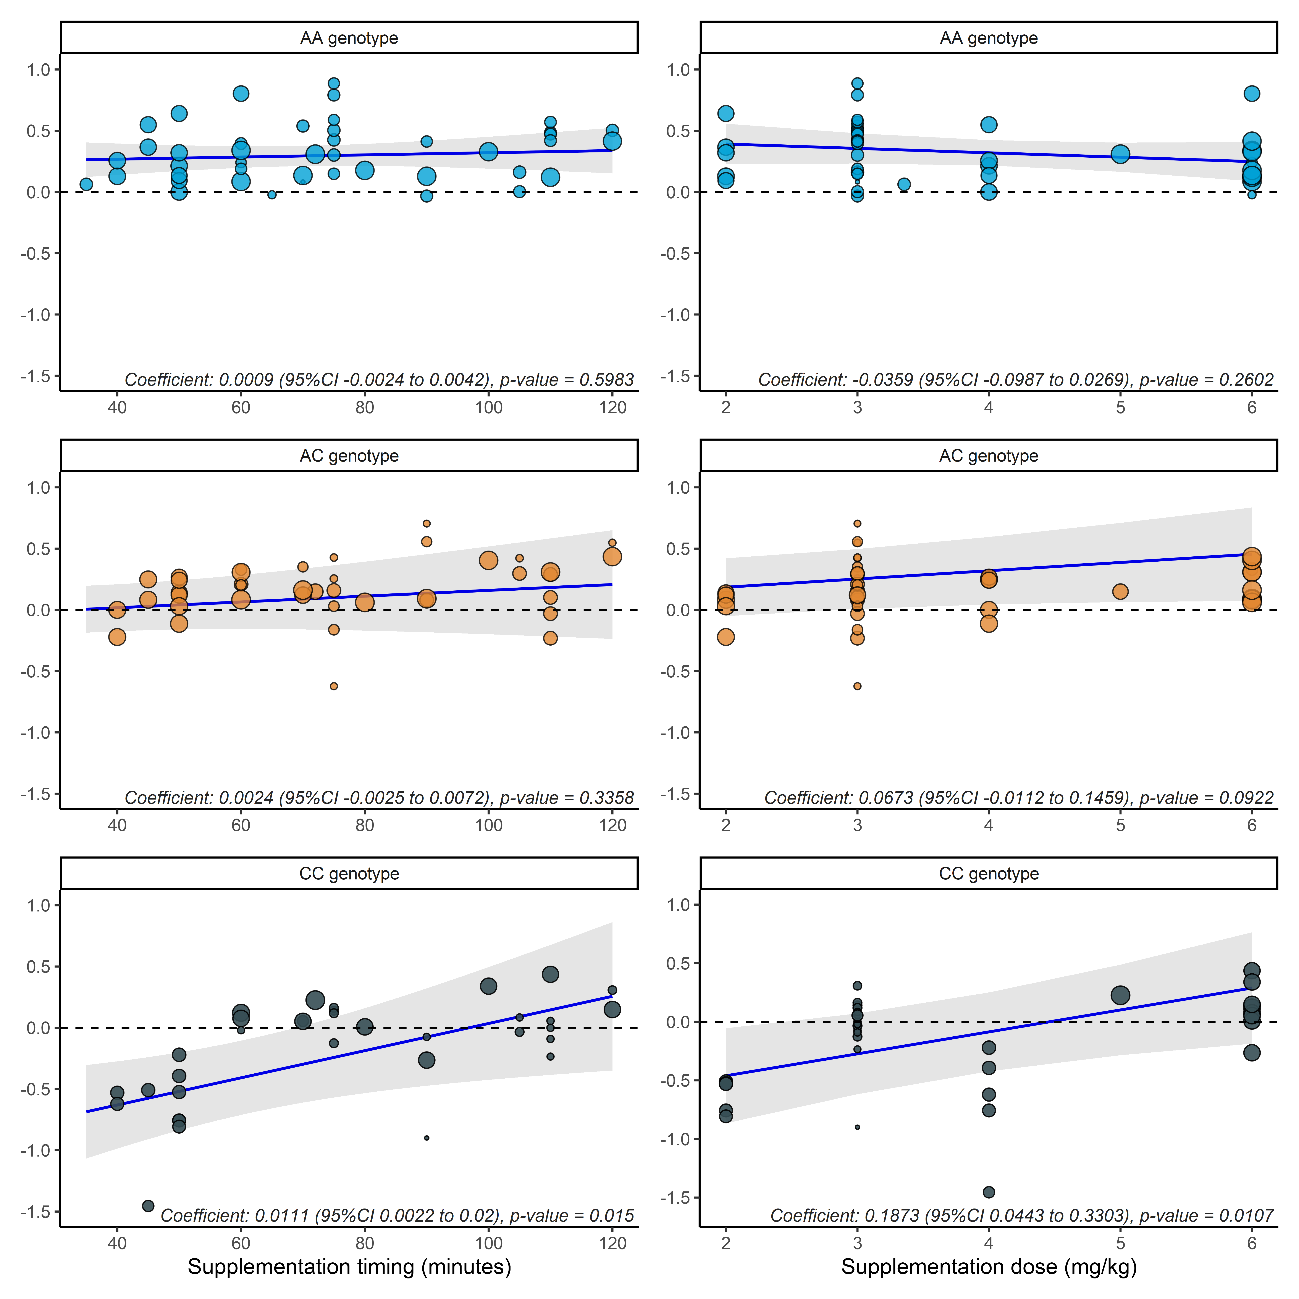 AA genotype
1.0
0.5
0.0
-0.5
-1.0
-1.5
Coefficient: 0.0009 (95%CI -0.0024 to 0.0042), p-value = 0.5983
40 60 80 100 120
AA genotype
1.0
0.5
0.0
-0.5
-1.0
-1.5
Coefficient: -0.0359 (95%CI -0.0987 to 0.0269), p-value = 0.2602
2 3 4 5 6
AC genotype
1.0
0.5
0.0
-0.5
-1.0
-1.5
Coefficient: 0.0024 (95%CI -0.0025 to 0.0072), p-value = 0.3358
40 60 80 100 120
AC genotype
1.0
0.5
0.0
-0.5
-1.0
-1.5
Coefficient: 0.0673 (95%CI -0.0112 to 0.1459), p-value = 0.0922
2 3 4 5 6
CC genotype
1.0
0.5
0.0
-0.5
-1.0
-1.5
Coefficient: 0.0111 (95%CI 0.0022 to 0.02), p-value = 0.015
40 60 80 100 120
Supplementation timing (minutes)
CC genotype
1.0
0.5
0.0
-0.5
-1.0
-1.5
Coefficient: 0.1873 (95%CI 0.0443 to 0.3303), p-value = 0.0107
2 3 4 5 6
Supplementation dose (mg/kg)